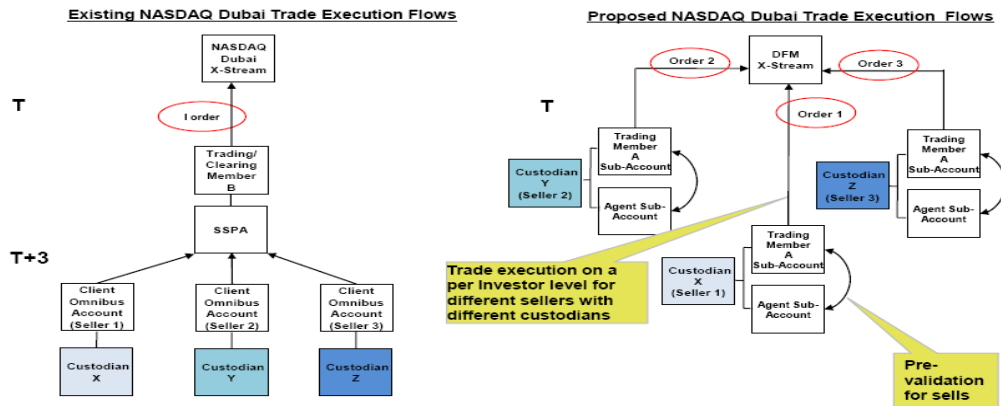 Existing NASDAQ Dubai Trade Execution Flows
NASDAQ
Dubai
X-Stream
T
I order
Trading/
Clearing
Member
B
SSPA
T+3
Client
Omnibus
Account
(Seller 1)
Client
Omnibus
Account
(Seller 2)
Client
Omnibus
Account
(Seller 3)
Custodian
X
Custodian
Y
Custodian
Z
Proposed NASDAQ Dubai Trade Execution Flows
DFM
X-Stream
Order 2
Order 3
Order 1
T
Trading
Member
A
Sub-Account
Custodian
Y
(Seller 2)
Agent Sub-
Account
Trading
Member
A
Sub-Account
Custodian
Z
(Seller 3)
Agent Sub-
Account
Trading
Member
A
Sub-Account
Custodian
X
(Seller 1)
Agent Sub-
Account
Trade execution on a
per Investor level for
different sellers with
different custodians
Pre-
validation
for sells